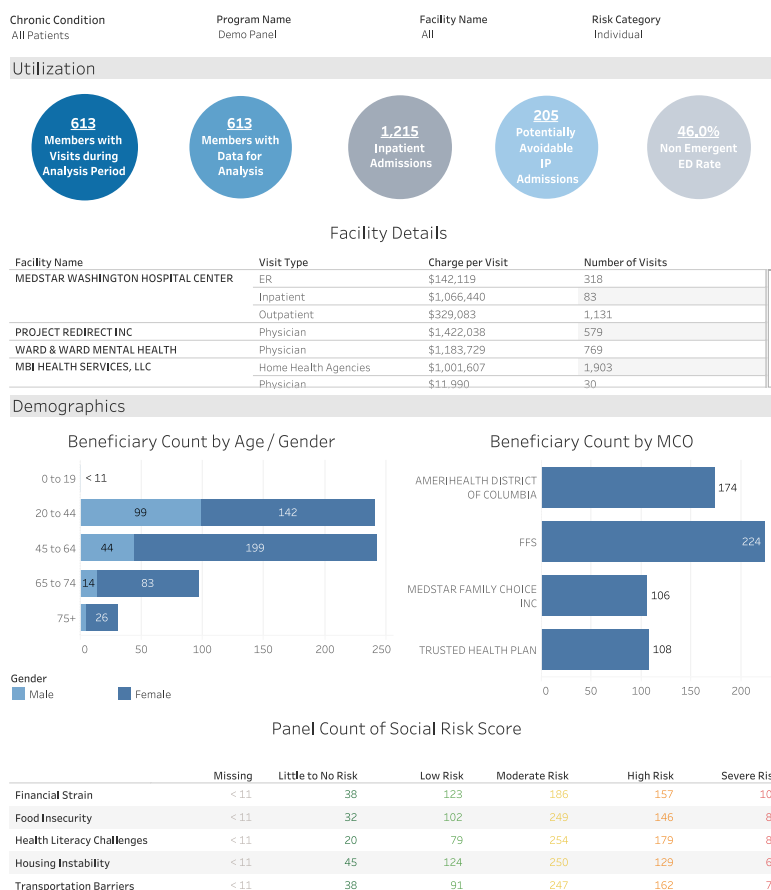 Chronic Condition
All Patients
Program Name
Demo Panel
Facility Name
All
Risk Category
Individual
Utilization
613
Members with
Visits during
Analysis Period
613
Members with
Data for
Analysis
1,215
Inpatient
Admissions
205
Potentially
Avoidable
IP
Admissions
46.0%
Non Emergent
ED Rate
Facility Details
Facility Name Visit Type Charge per Visit Number of Visits
MEDSTAR WASHINGTON HOSPITAL CENTER ER $142,119 318
Inpatient $1,066,440 83
Outpatient $329,083 1,131
PROJECT REDIRECT INC Physician $1,422,038 579
WARD & WARD MENTAL HEALTH Physician $1,183,729 769
MBI HEALTH SERVICES, LLC Home Health Agencies $1,001,607 1,903
Physician $11,990 30
Demographics
Beneficiary Count by Age / Gender
0 to 19 < 11
20 to 44 99 142
45 to 64 44 199
65 to 74 14 83
75+ 26
0 50 100 150 200 250
Gender
Male Female
Beneficiary Count by MCO
AMERIHEALTH DISTRICT
OF COLUMBIA 174
FFS 224
MEDSTAR FAMILY CHOICE
INC 106
TRUSTED HEALTH PLAN 108
0 50 100 150 200
Panel Count of Social Risk Score
Missing Little to No Risk Low Risk Moderate Risk High Risk Severe
Financial Strain < 11 38 123 186 157
Food Insecurity < 11 32 102 249 146
Health Literacy Challenges < 11 20 79 254 179
Housing Instability < 11 45 124 250 129
Transportation Barriers < 11 38 91 247 162